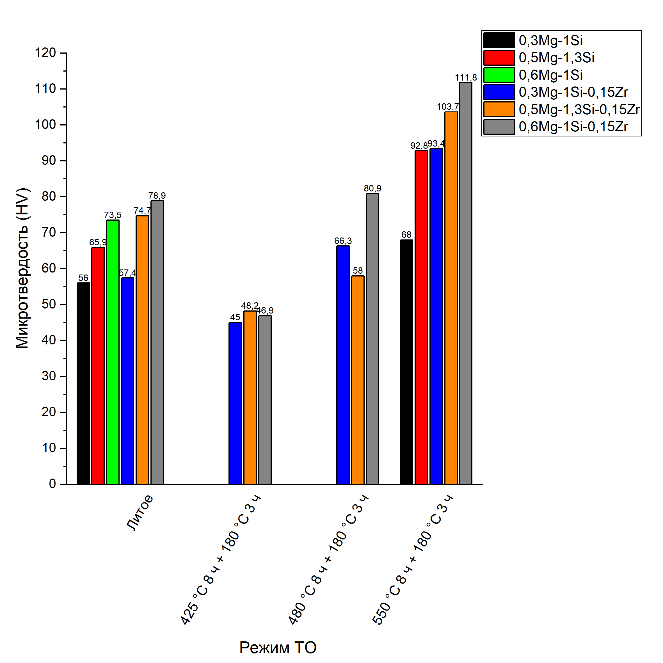 0,3Mg-1Si
0,5Mg-1,3Si
0,6Mg-1Si
0,3Mg-1Si-0,15Zr
0,5Mg-1,3Si-0,15Zr
0,6Mg-1Si-0,15Zr
120
110
100
90
80
70
60
50
40
30
20
10
0
Микротвердость (HV)
56
65,9
73,5
57,4
74,7
78,9
45
48,2
46,9
66,3
58
80,9
68
92,8
93,4
103,7
111,8
Литое
425 °C 8 ч + 180 °C 3 ч
480 °C 8 ч + 180 °C 3 ч
550 °C 8 ч + 180 °C 3 ч
Режим ТО